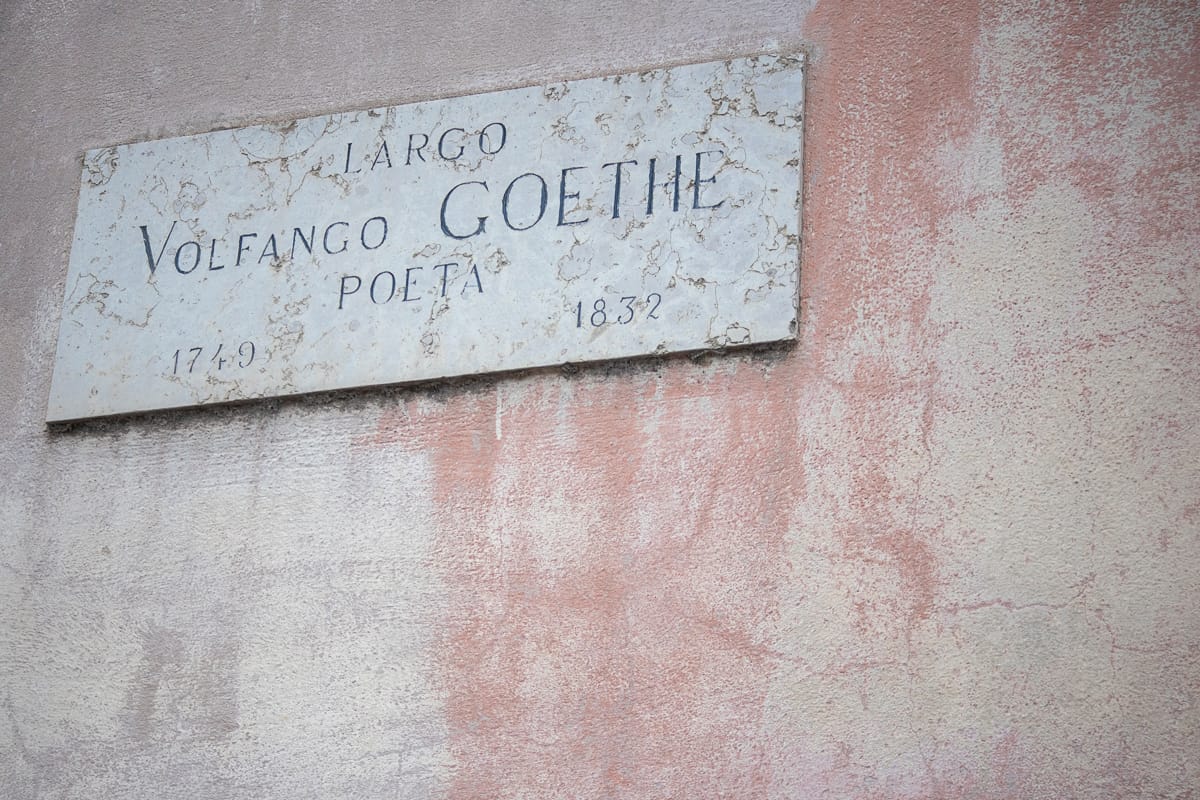 LARGO
VOLFANGO GOETHE
POETA
1749 1832